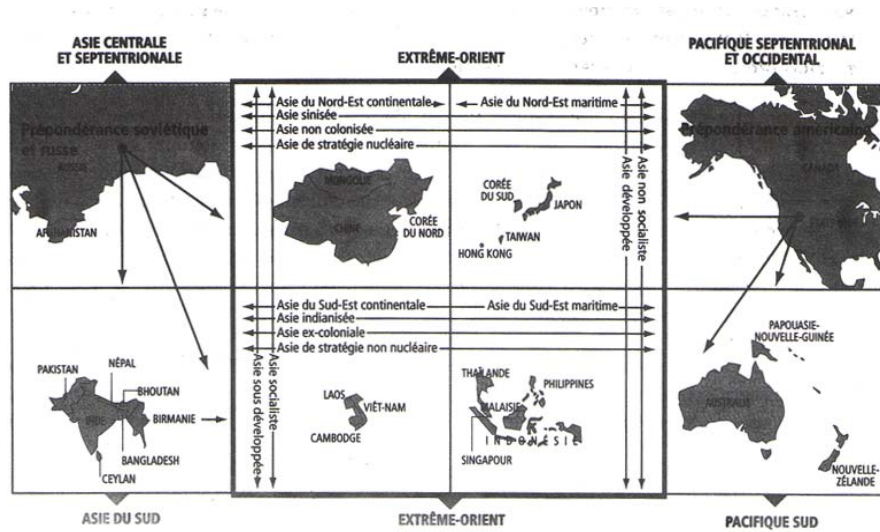 ASIE CENTRALE
ET SEPTENTRIONALE
EXTRÊME-ORIENT
PACIFIQUE SEPTENTRIONAL
ET OCCIDENTAL
Prépondérance soviétique
et russe
RUSSIE
AFGHANISTAN
Asie du Nord-Est continentale
Asie du Nord-Est maritime
Asie sinisée
Asie non colonisée
Asie de stratégie nucléaire
MONGOLIE
CHINE
CORÉE
DU NORD
CORÉE
DU SUD
JAPON
TAIWAN
HONG KONG
Asie développée
Asie non socialiste
Prépondérance américaine
CANADA
Asie du Sud-Est continentale
Asie du Sud-Est maritime
Asie indianisée
Asie ex-coloniale
Asie de stratégie non nucléaire
Asie sous développée
Asie socialiste
PAKISTAN
NÉPAL
BHOUTAN
INDE
BIRMANIE
BANGLADESH
CEYLAN
LAOS
VIÊT-NAM
CAMBODGE
THAÏLANDE
PHILIPPINES
MALAISIE
INDONÉSIE
SINGAPOUR
PAPOUASIE-
NOUVELLE-GUINÉE
AUSTRALIE
NOUVELLE-
ZÉLANDE
ASIE DU SUD
EXTRÊME-ORIENT
PACIFIQUE SUD